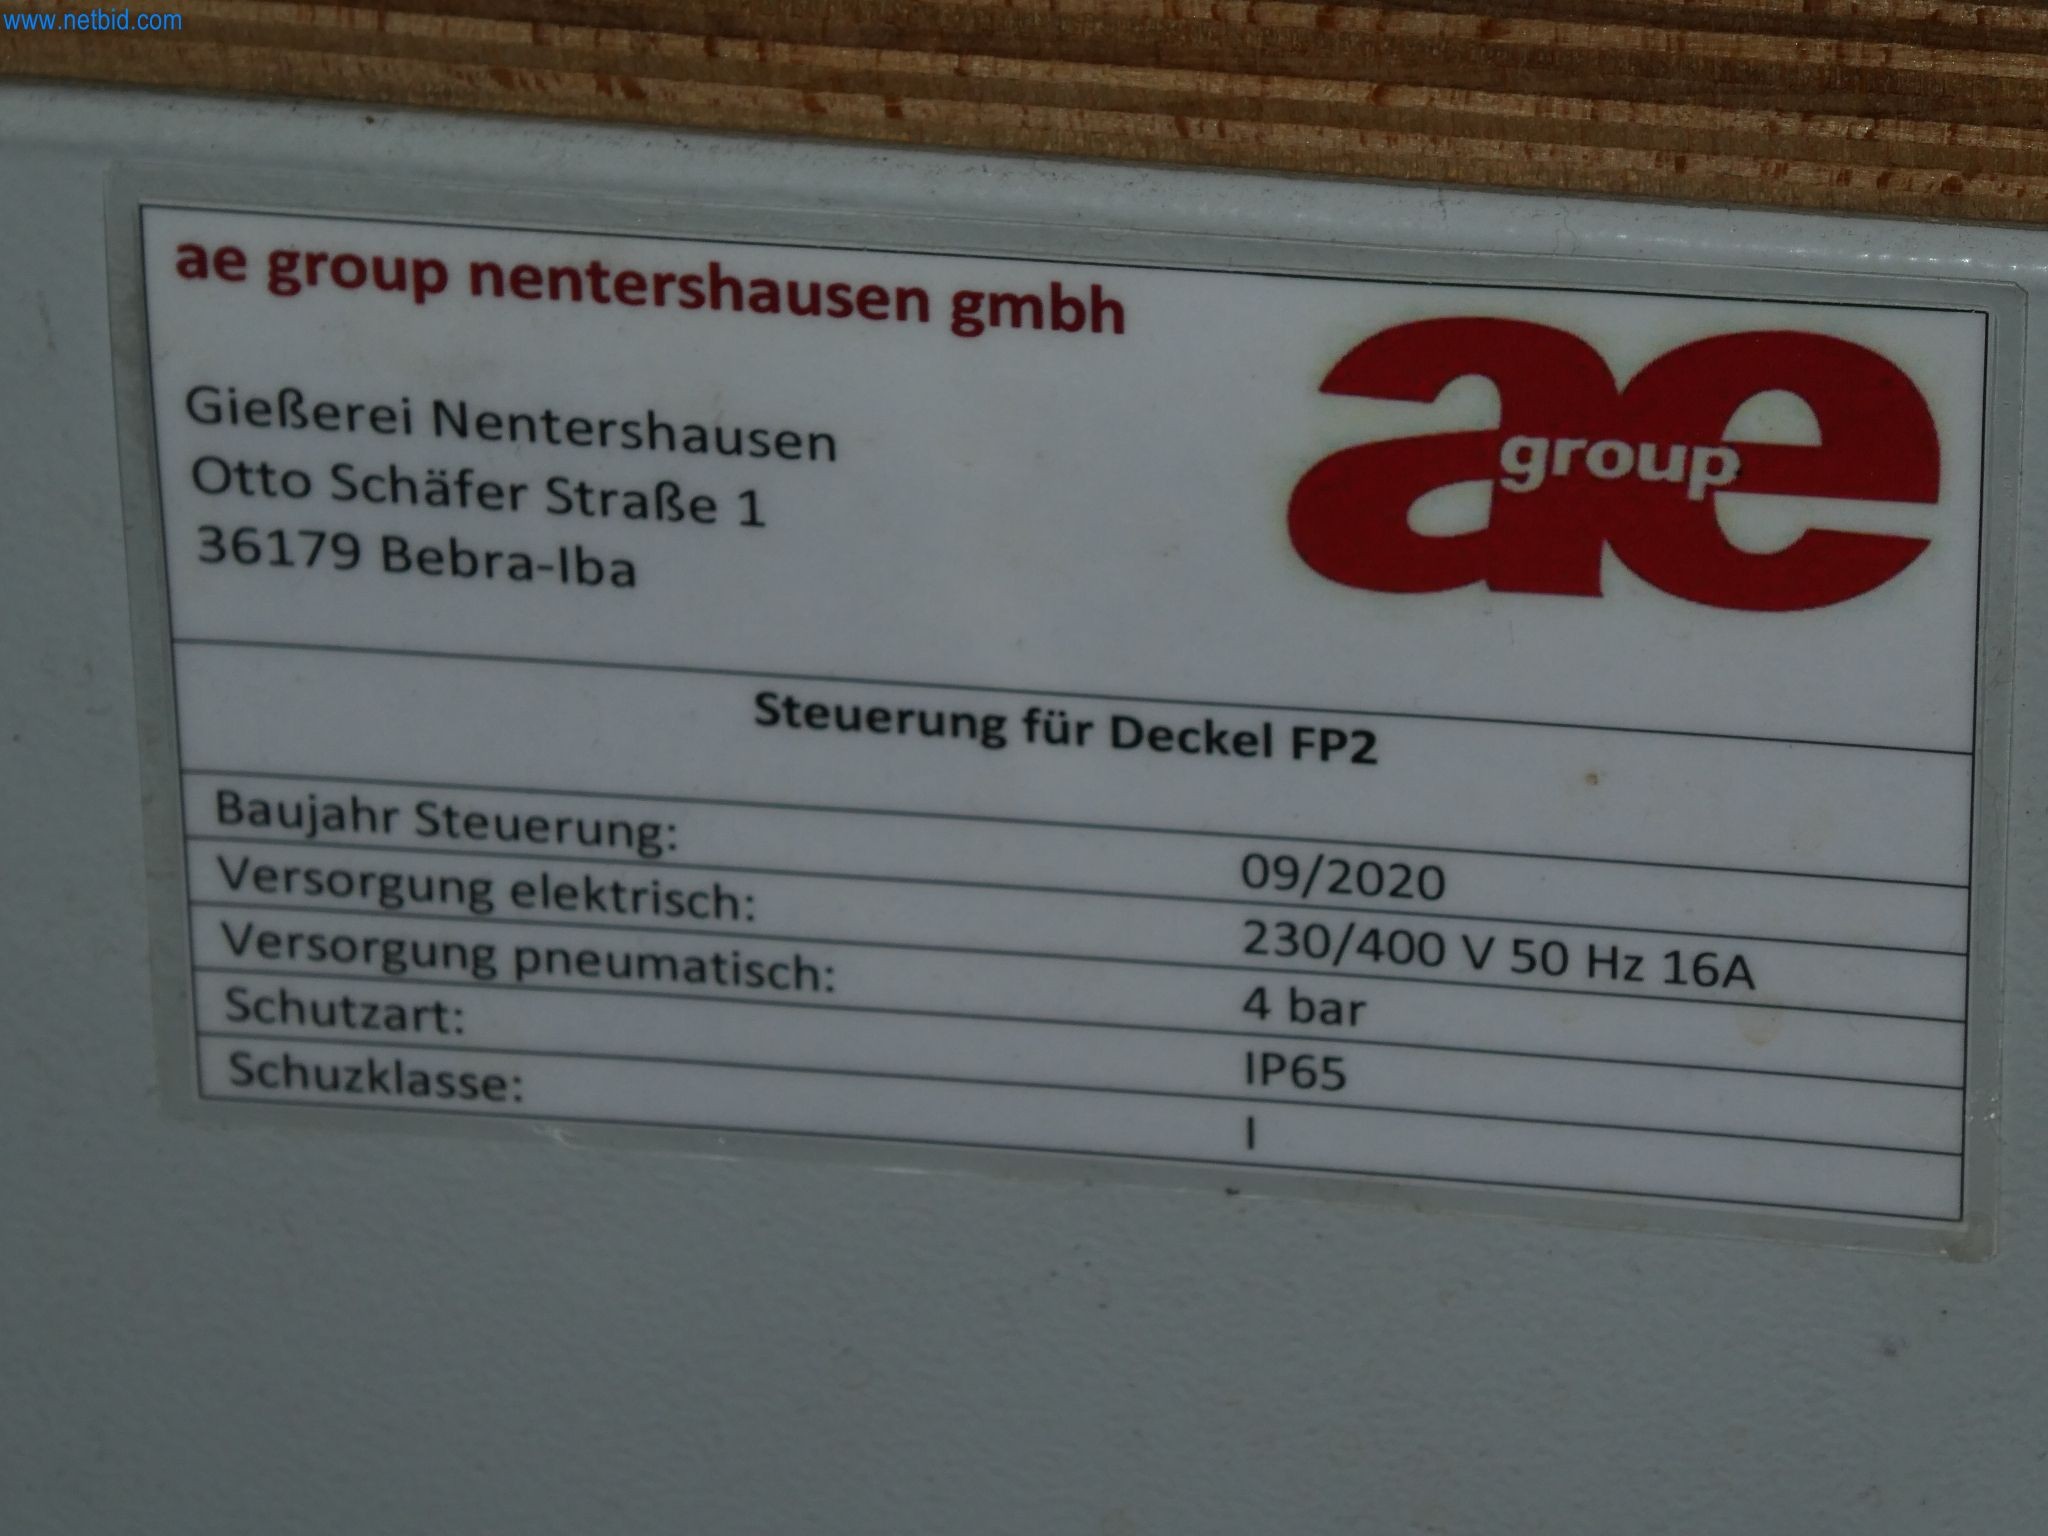 www.netbid.com
ae group nentershausen gmbh
Gießerei Nentershausen
Otto Schäfer Straße 1
36179 Bebra-Iba
ae group
Steuerung für Deckel FP2
Baujahr Steuerung: 09/2020
Versorgung elektrisch: 230/400 V 50 Hz 16A
Versorgung pneumatisch: 4 bar
Schutzart: IP65
Schuzklasse: I